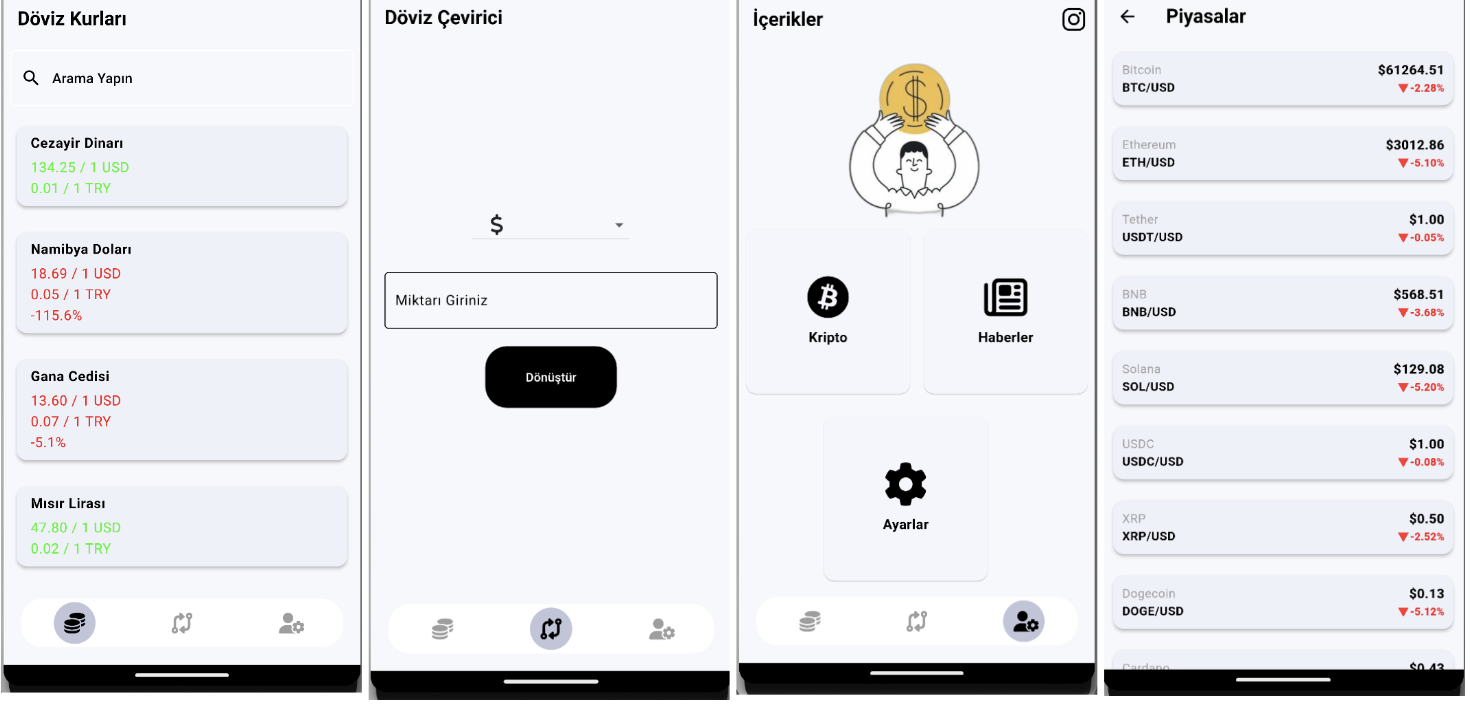 Döviz Kurları
Arama Yapın
Cezayir Dinarı
134.25 / 1 USD
0.01 / 1 TRY
Namibya Doları
18.69 / 1 USD
0.05 / 1 TRY
-115.6%
Gana Cedisi
13.60 / 1 USD
0.07 / 1 TRY
-5.1%
Mısır Lirası
47.80 / 1 USD
0.02 / 1 TRY
Döviz Çevirici
$
Miktarı Giriniz
Dönüştür
İçerikler
$
Kripto
Haberler
Ayarlar
Piyasalar
Bitcoin $61264.51
BTC/USD ▼-2.28%
Ethereum $3012.86
ETH/USD ▼-5.10%
Tether $1.00
USDT/USD ▼-0.05%
BNB $568.51
BNB/USD ▼-3.68%
Solana $129.08
SOL/USD ▼-5.20%
USDC $1.00
USDC/USD ▼-0.08%
XRP $0.50
XRP/USD ▼-2.52%
Dogecoin $0.13
DOGE/USD ▼-5.12%
Cardano $0.43